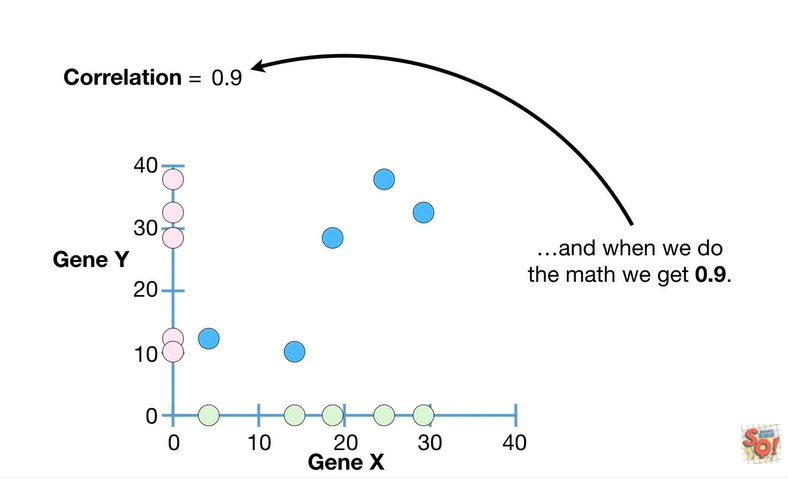 Correlation = 0.9
40
30
Gene Y
20
10
0
0 10 20 30 40
Gene X
…and when we do
the math we get 0.9.
SO!